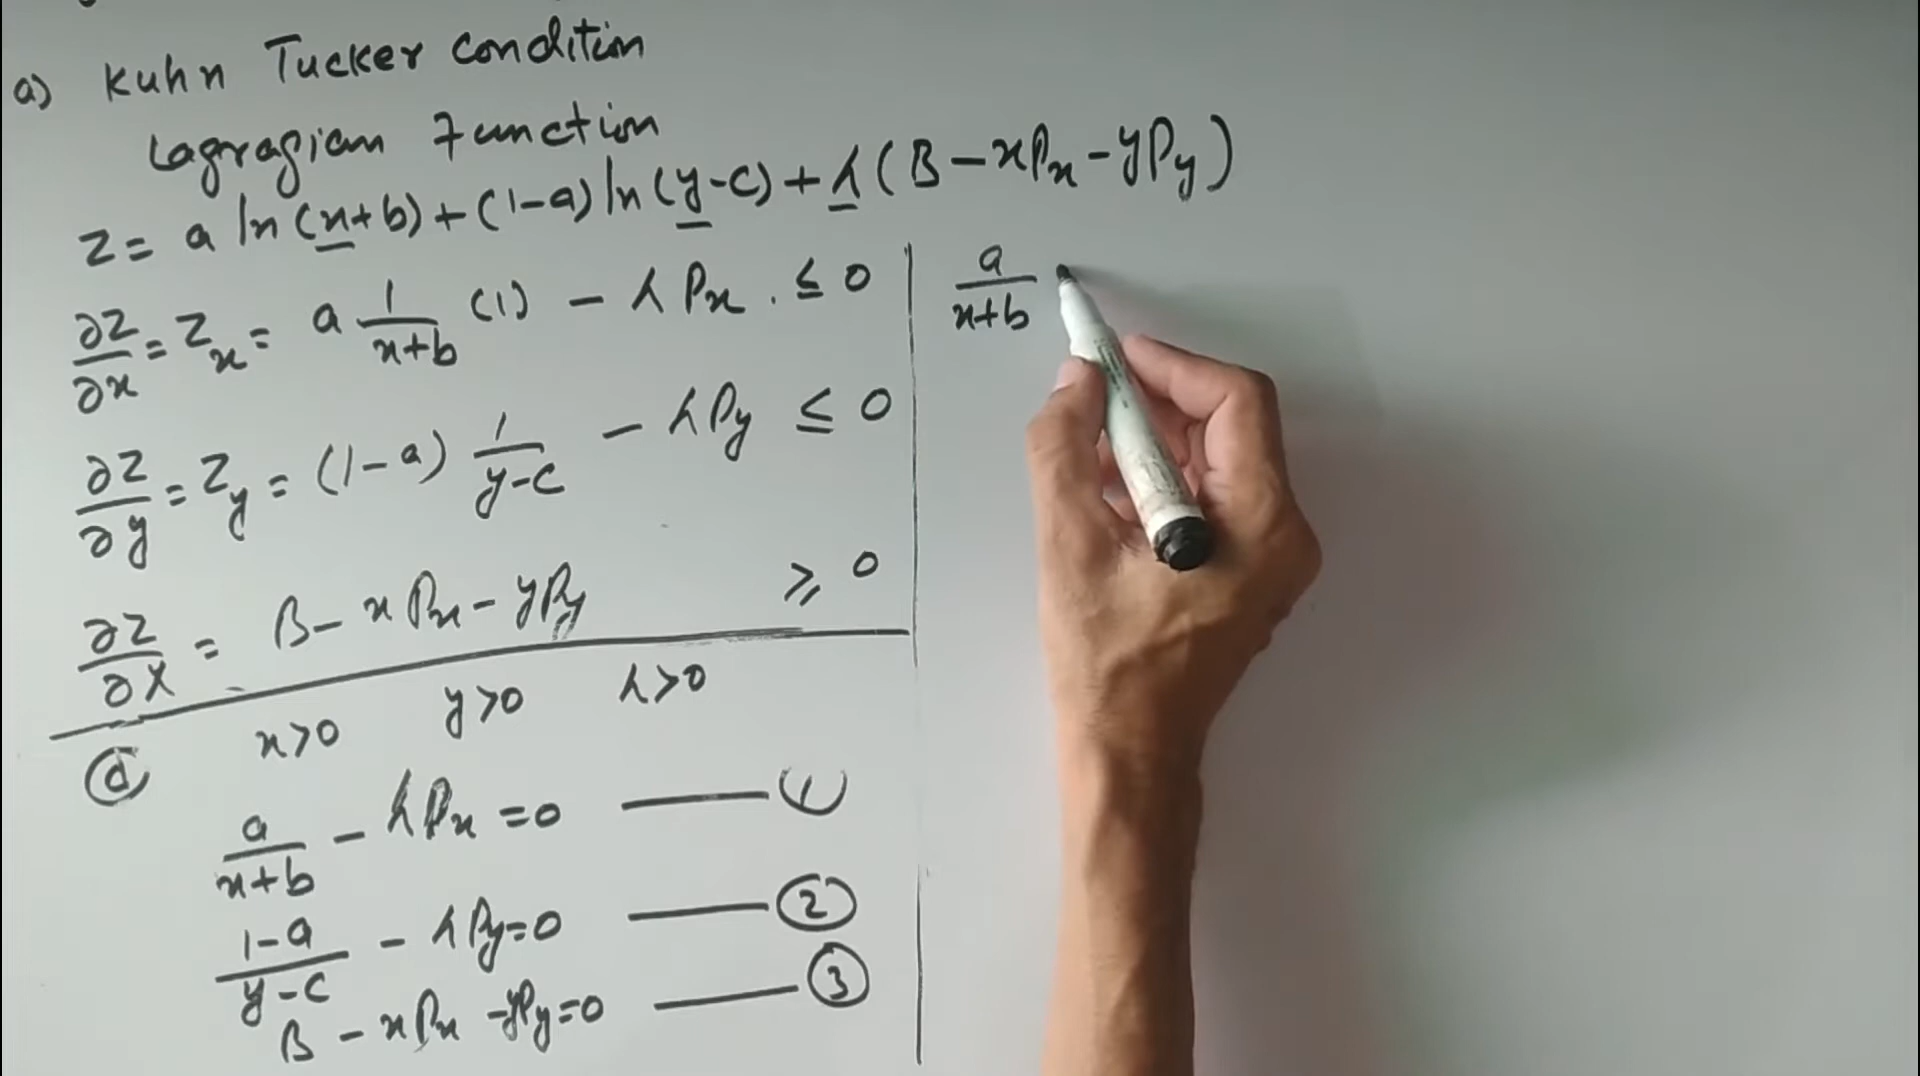 a) Kuhn Tucker Condition
Lagragian Function
Z = a ln (x+b) + (1-a) ln (y-c) + λ (B - xPx - yPy)
∂Z/∂x = Zx = a 1/(x+b) (1) - λ Px . ≤ 0
∂Z/∂y = Zy = (1-a) 1/(y-c) - λPy ≤ 0
∂Z/∂λ = B - xPx - yPy ≥ 0
x>0 y>0 λ>0
ⓓ
a/(x+b) - λPx = 0 — ①
(1-a)/(y-c) - λPy = 0 — ②
B - xPx - yPy = 0 — ③
a/(x+b)